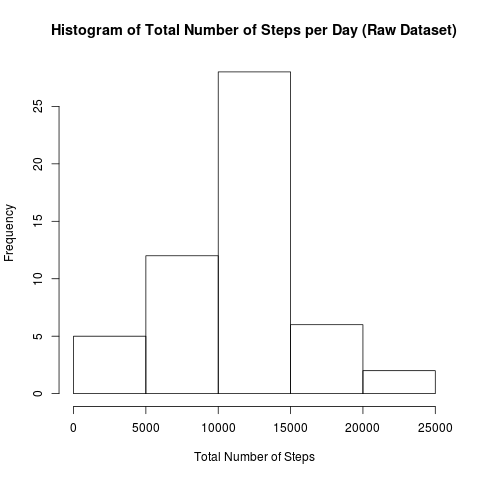 Histogram of Total Number of Steps per Day (Raw Dataset)
Frequency
25
20
15
10
5
0
0 5000 10000 15000 20000 25000
Total Number of Steps